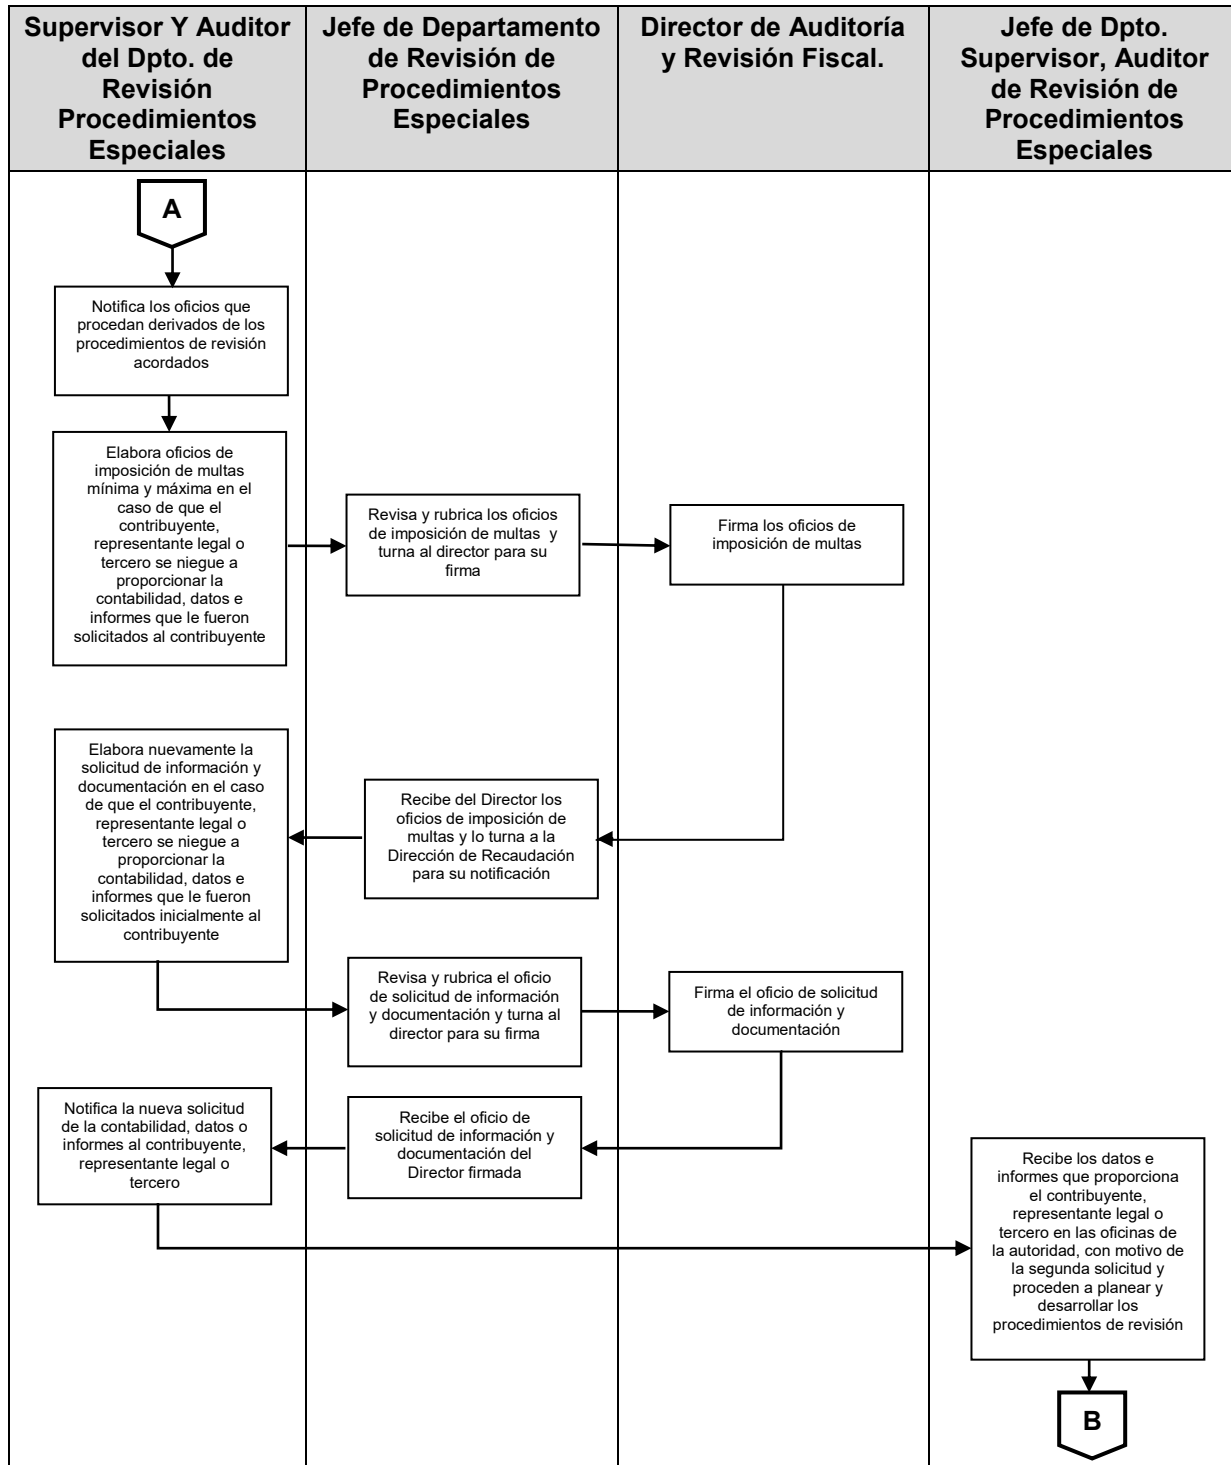 Supervisor Y Auditor
del Dpto. de
Revisión
Procedimientos
Especiales
Jefe de Departamento
de Revisión de
Procedimientos
Especiales
Director de Auditoría
y Revisión Fiscal.
Jefe de Dpto.
Supervisor, Auditor
de Revisión de
Procedimientos
Especiales
A
Notifica los oficios que
procedan derivados de los
procedimientos de revisión
acordados
Elabora oficios de
imposición de multas
mínima y máxima en el
caso de que el
contribuyente,
representante legal o
tercero se niegue a
proporcionar la
contabilidad, datos e
informes que le fueron
solicitados al contribuyente
Revisa y rubrica los oficios
de imposición de multas y
turna al director para su
firma
Firma los oficios de
imposición de multas
Elabora nuevamente la
solicitud de información y
documentación en el caso
de que el contribuyente,
representante legal o
tercero se niegue a
proporcionar la
contabilidad, datos e
informes que le fueron
solicitados inicialmente al
contribuyente
Recibe del Director los
oficios de imposición de
multas y lo turna a la
Dirección de Recaudación
para su notificación
Revisa y rubrica el oficio
de solicitud de información
y documentación y turna al
director para su firma
Firma el oficio de solicitud
de información y
documentación
Notifica la nueva solicitud
de la contabilidad, datos o
informes al contribuyente,
representante legal o
tercero
Recibe el oficio de
solicitud de información y
documentación del
Director firmada
Recibe los datos e
informes que proporciona
el contribuyente,
representante legal o
tercero en las oficinas de
la autoridad, con motivo de
la segunda solicitud y
proceden a planear y
desarrollar los
procedimientos de revisión
B